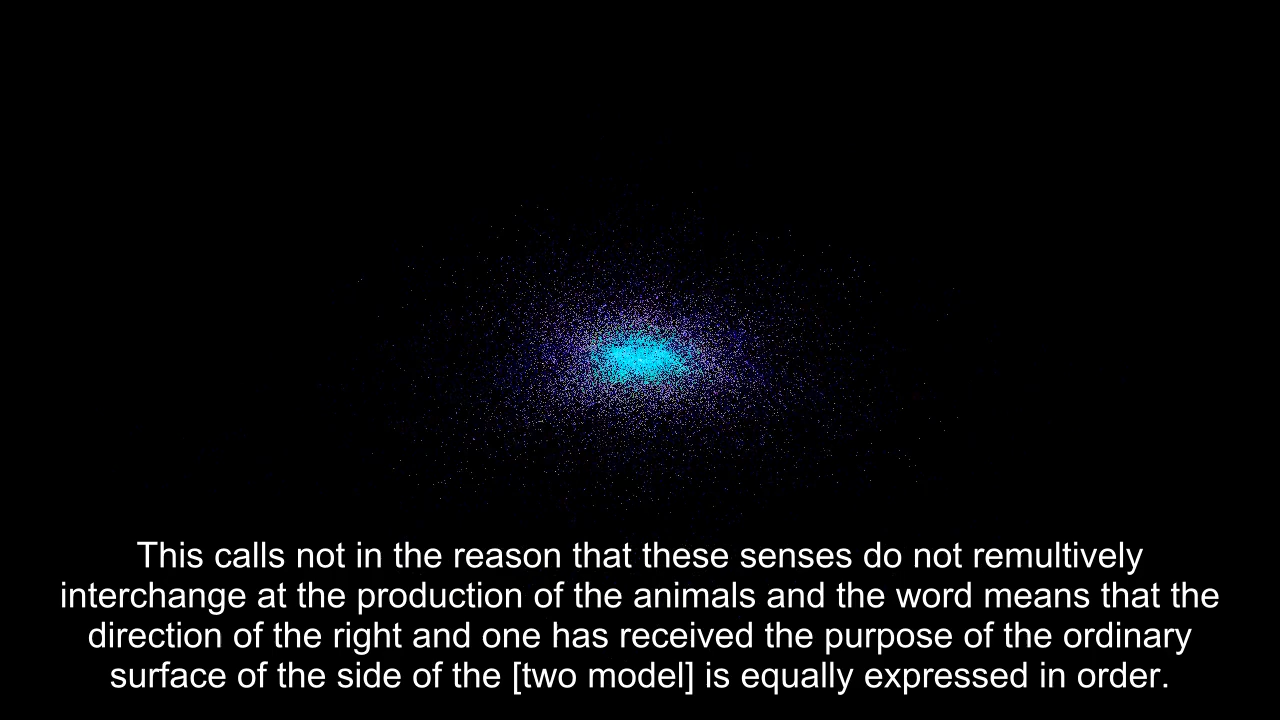 This calls not in the reason that these senses do not remultively
interchange at the production of the animals and the word means that the
direction of the right and one has received the purpose of the ordinary
surface of the side of the [two model] is equally expressed in order.